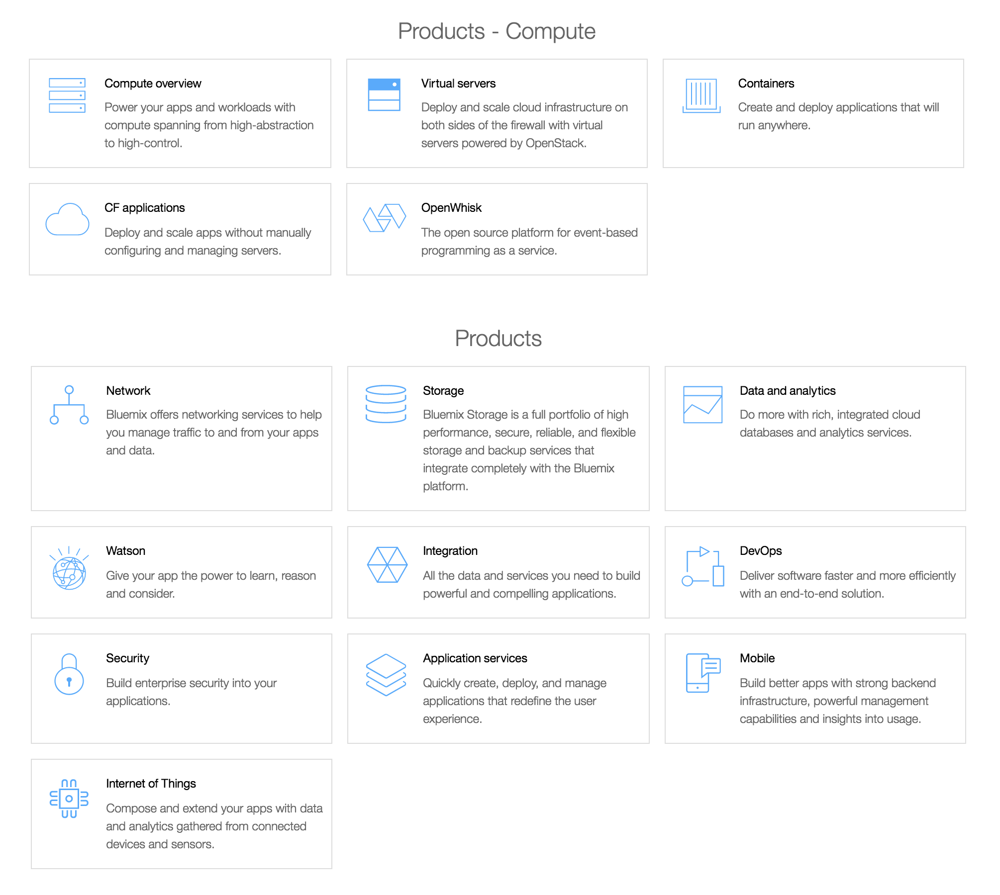 Products - Compute
Compute overview
Power your apps and workloads with
compute spanning from high-abstraction
to high-control.
Virtual servers
Deploy and scale cloud infrastructure on
both sides of the firewall with virtual
servers powered by OpenStack.
Containers
Create and deploy applications that will
run anywhere.
CF applications
Deploy and scale apps without manually
configuring and managing servers.
OpenWhisk
The open source platform for event-based
programming as a service.
Products
Network
Bluemix offers networking services to help
you manage traffic to and from your apps
and data.
Storage
Bluemix Storage is a full portfolio of high
performance, secure, reliable, and flexible
storage and backup services that
integrate completely with the Bluemix
platform.
Data and analytics
Do more with rich, integrated cloud
databases and analytics services.
Watson
Give your app the power to learn, reason
and consider.
Integration
All the data and services you need to build
powerful and compelling applications.
DevOps
Deliver software faster and more efficiently
with an end-to-end solution.
Security
Build enterprise security into your
applications.
Application services
Quickly create, deploy, and manage
applications that redefine the user
experience.
Mobile
Build better apps with strong backend
infrastructure, powerful management
capabilities and insights into usage.
Internet of Things
Compose and extend your apps with data
and analytics gathered from connected
devices and sensors.